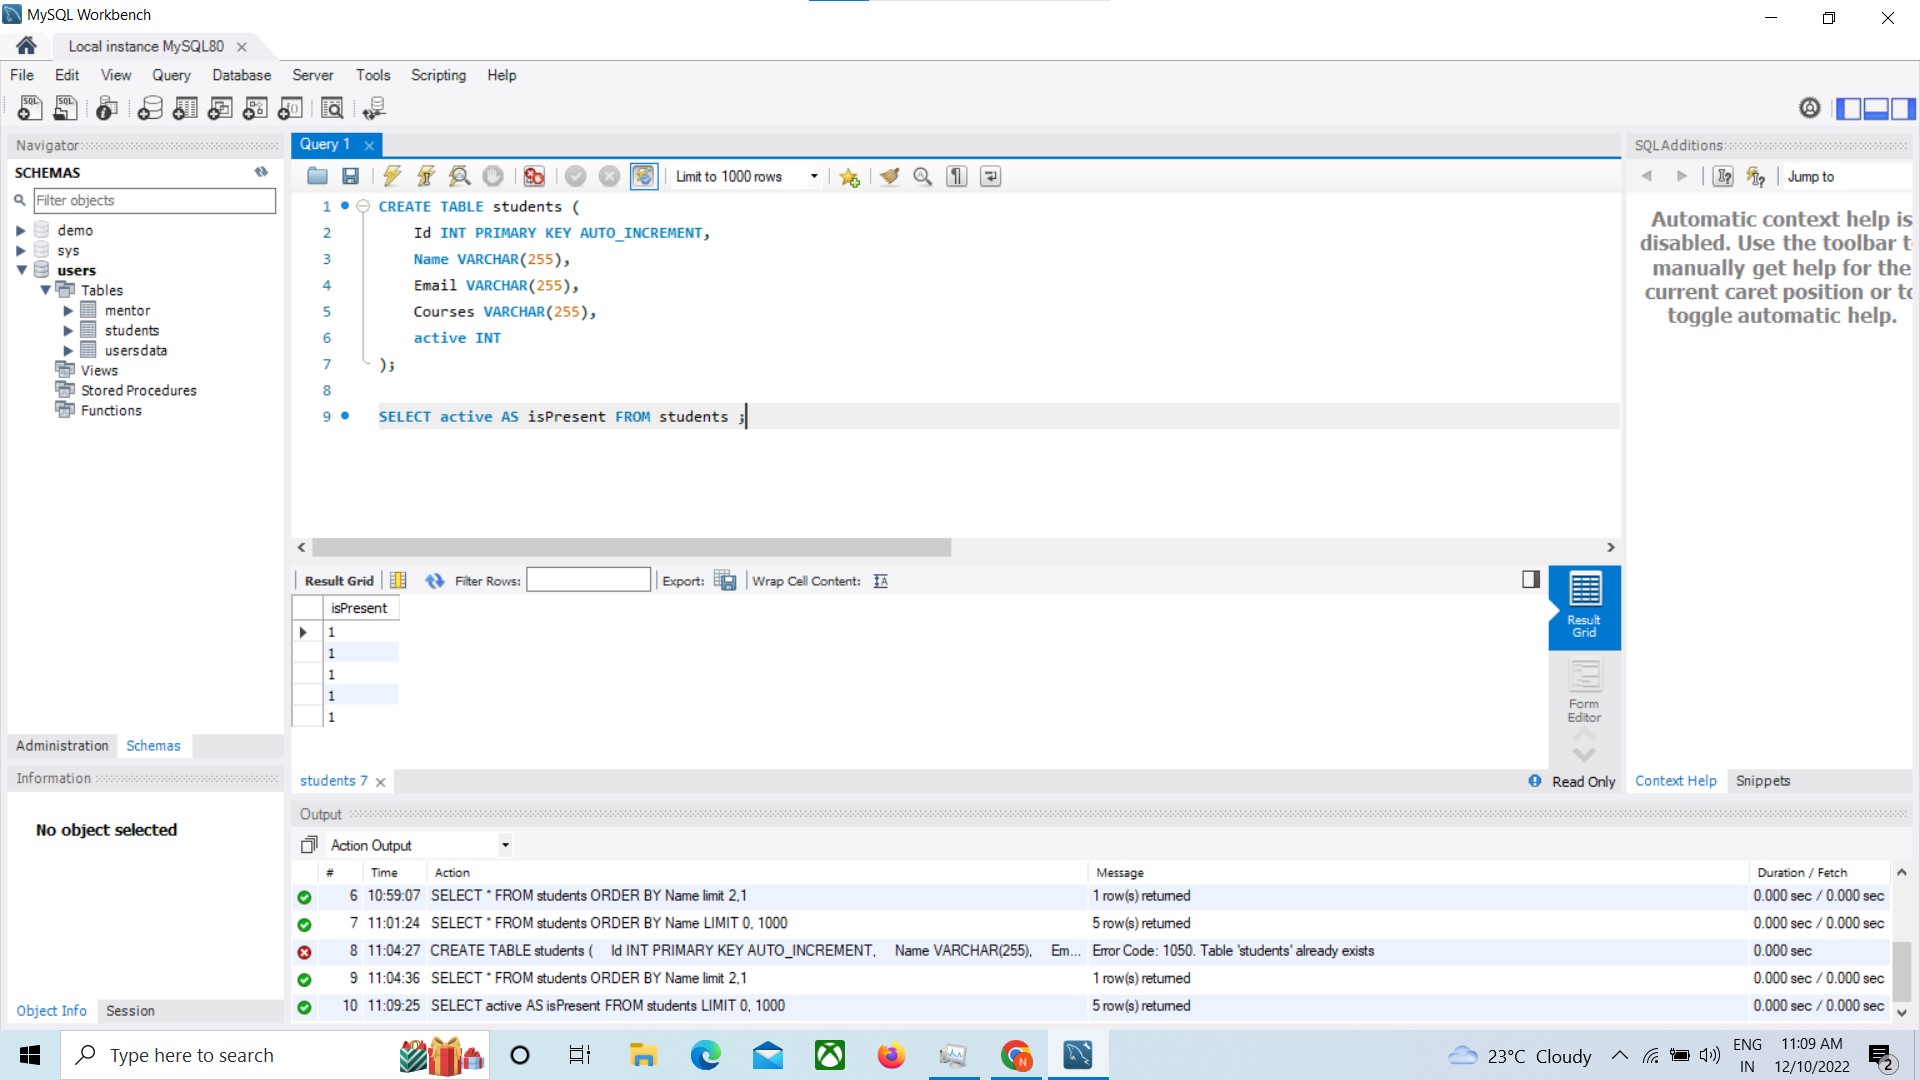 MySQL Workbench
Local instance MySQL80
File Edit View Query Database Server Tools Scripting Help
Navigator
SCHEMAS
Filter objects
demo
sys
users
Tables
mentor
students
usersdata
Views
Stored Procedures
Functions
Administration Schemas
Information
No object selected
Object Info Session
Query 1
Limit to 1000 rows
1 CREATE TABLE students (
2 Id INT PRIMARY KEY AUTO_INCREMENT,
3 Name VARCHAR(255),
4 Email VARCHAR(255),
5 Courses VARCHAR(255),
6 active INT
7 );
8
9 SELECT active AS isPresent FROM students ;
Result Grid Filter Rows: Export: Wrap Cell Content:
isPresent
1
1
1
1
1
Result
Grid
Form
Editor
students 7
Read Only
SQLAdditions
Jump to
Automatic context help is
disabled. Use the toolbar t
manually get help for the
current caret position or to
toggle automatic help.
Context Help Snippets
Output
Action Output
# Time Action Message Duration / Fetch
6 10:59:07 SELECT * FROM students ORDER BY Name limit 2,1 1 row(s) returned 0.000 sec / 0.000 sec
7 11:01:24 SELECT * FROM students ORDER BY Name LIMIT 0, 1000 5 row(s) returned 0.000 sec / 0.000 sec
8 11:04:27 CREATE TABLE students ( Id INT PRIMARY KEY AUTO_INCREMENT, Name VARCHAR(255), Em... Error Code: 1050. Table 'students' already exists 0.000 sec
9 11:04:36 SELECT * FROM students ORDER BY Name limit 2,1 1 row(s) returned 0.000 sec / 0.000 sec
10 11:09:25 SELECT active AS isPresent FROM students LIMIT 0, 1000 5 row(s) returned 0.000 sec / 0.000 sec
Type here to search
23°C Cloudy
ENG
IN
11:09 AM
12/10/2022
2